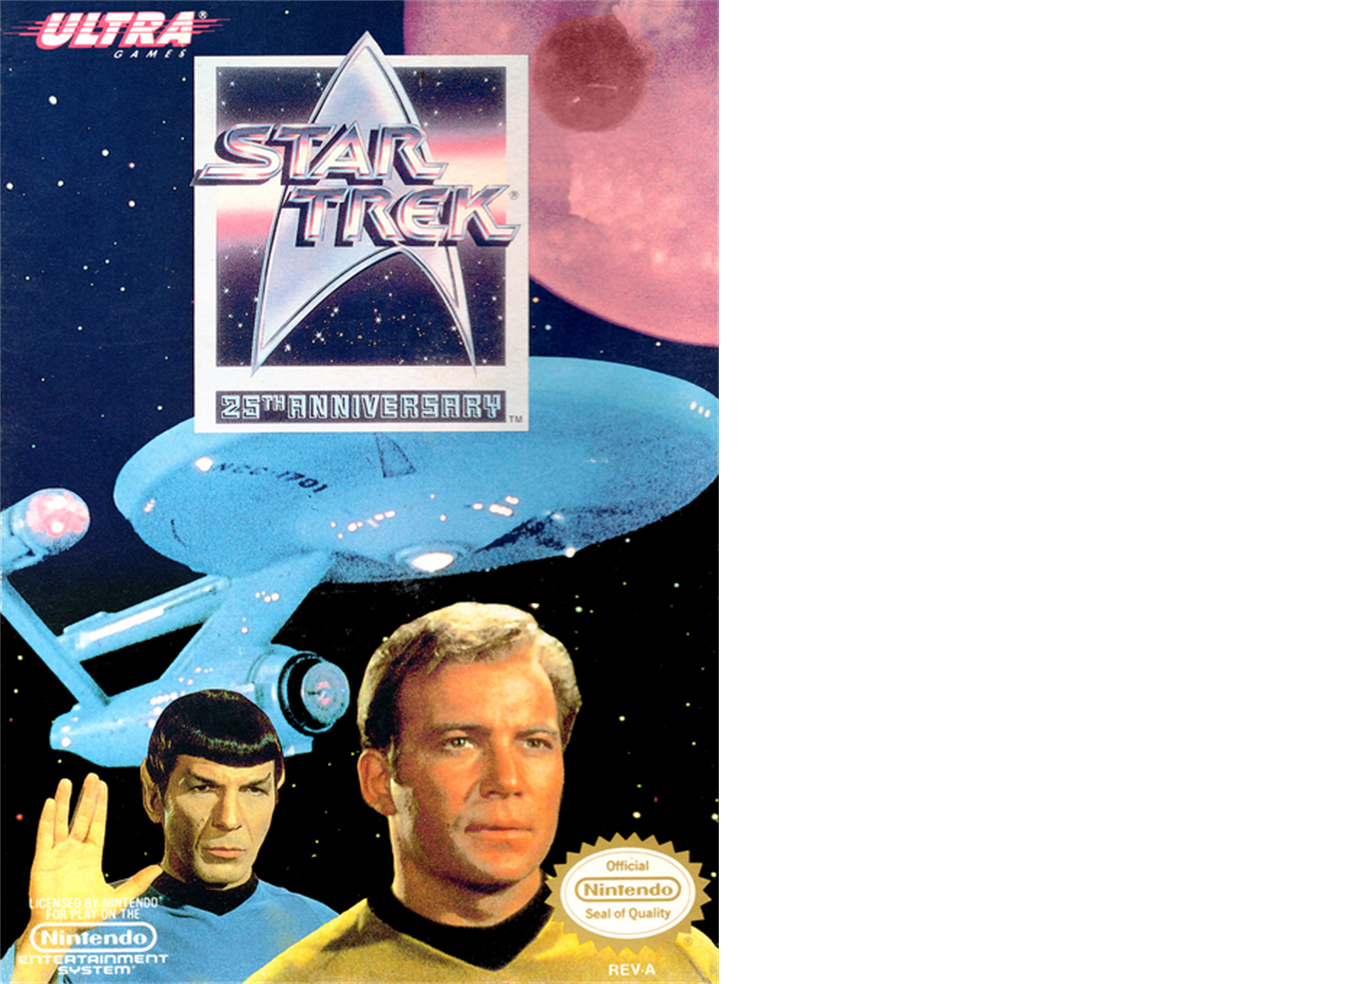 ULTRA®
GAMES
STAR
TREK®
25TH ANNIVERSARY™
NCC-1701
LICENSED BY NINTENDO®
FOR PLAY ON THE
Nintendo
ENTERTAINMENT
SYSTEM®
Official
Nintendo
Seal of Quality
®
REV-A